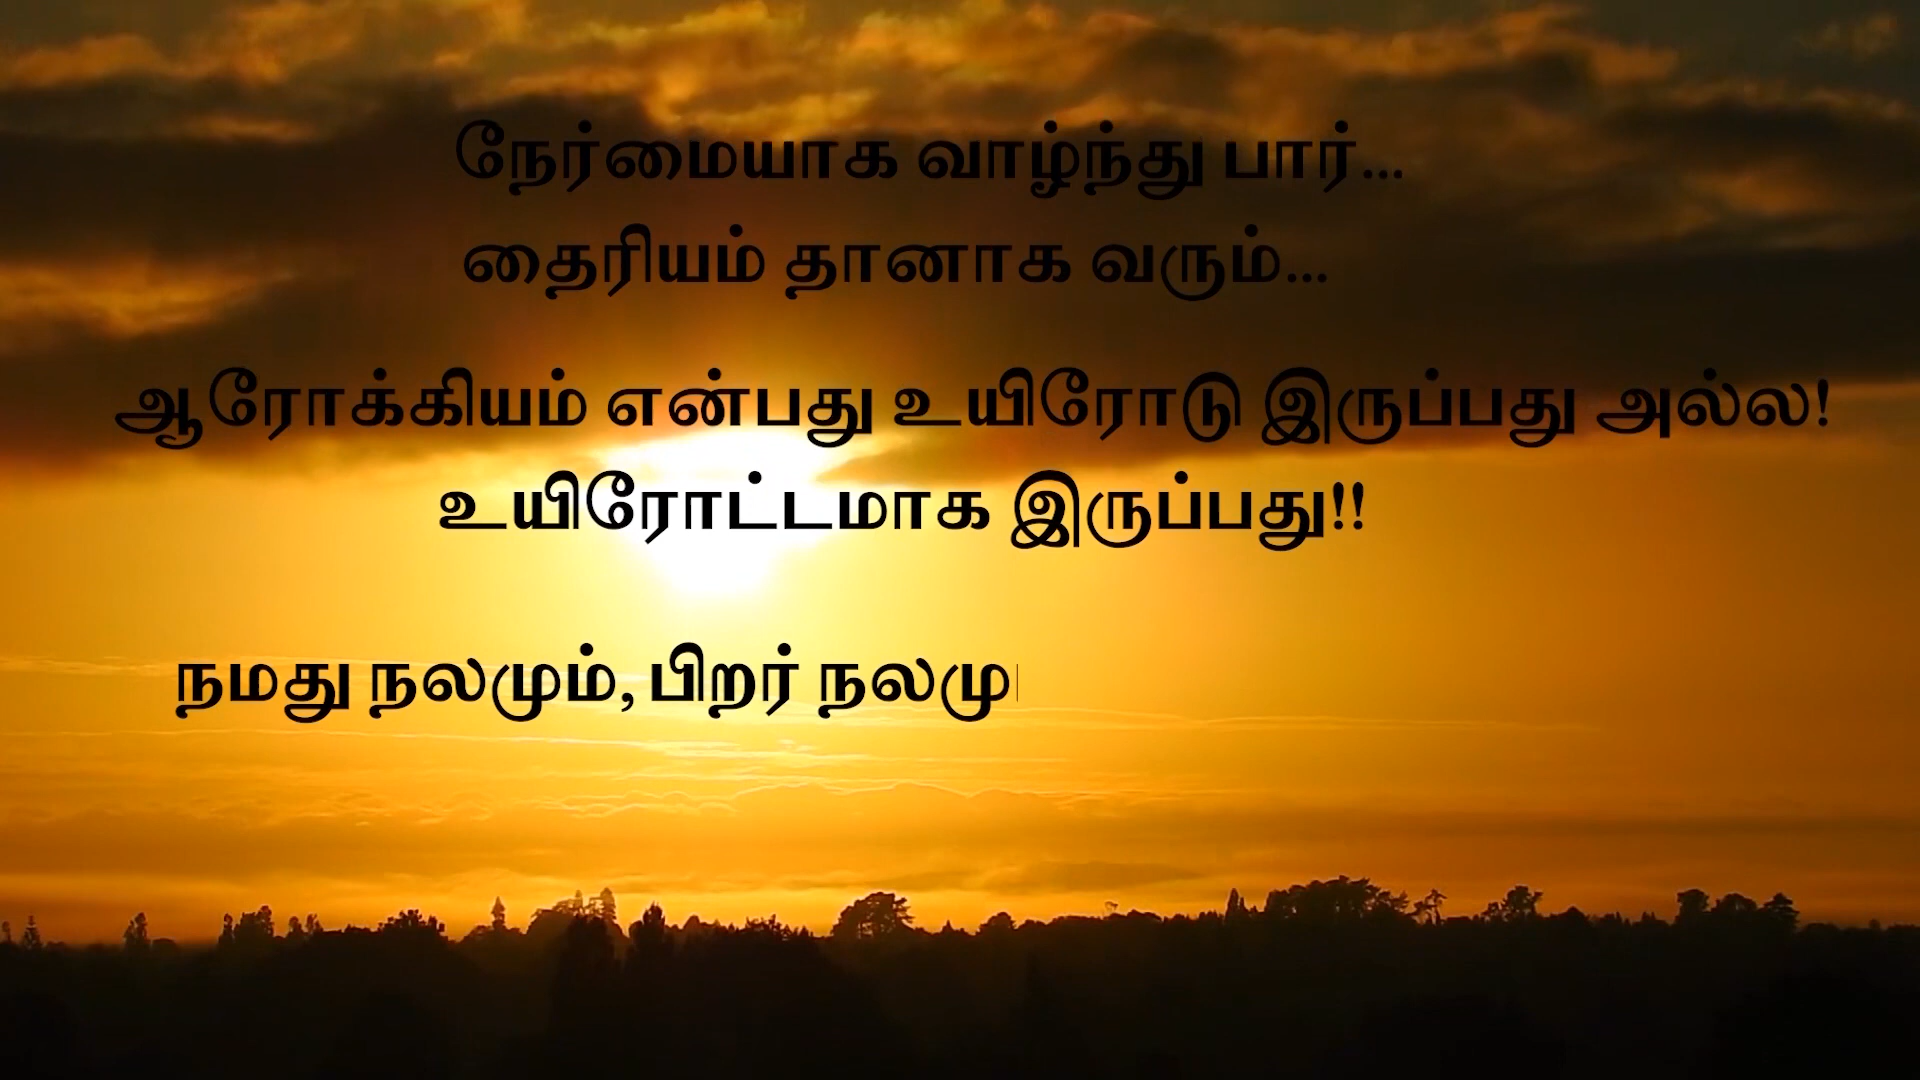 நேர்மையாக வாழ்ந்து பார்...
தைரியம் தானாக வரும்...
ஆரோக்கியம் என்பது உயிரோடு இருப்பது அல்ல!
உயிரோட்டமாக இருப்பது!!
நமது நலமும், பிறர் நலமு